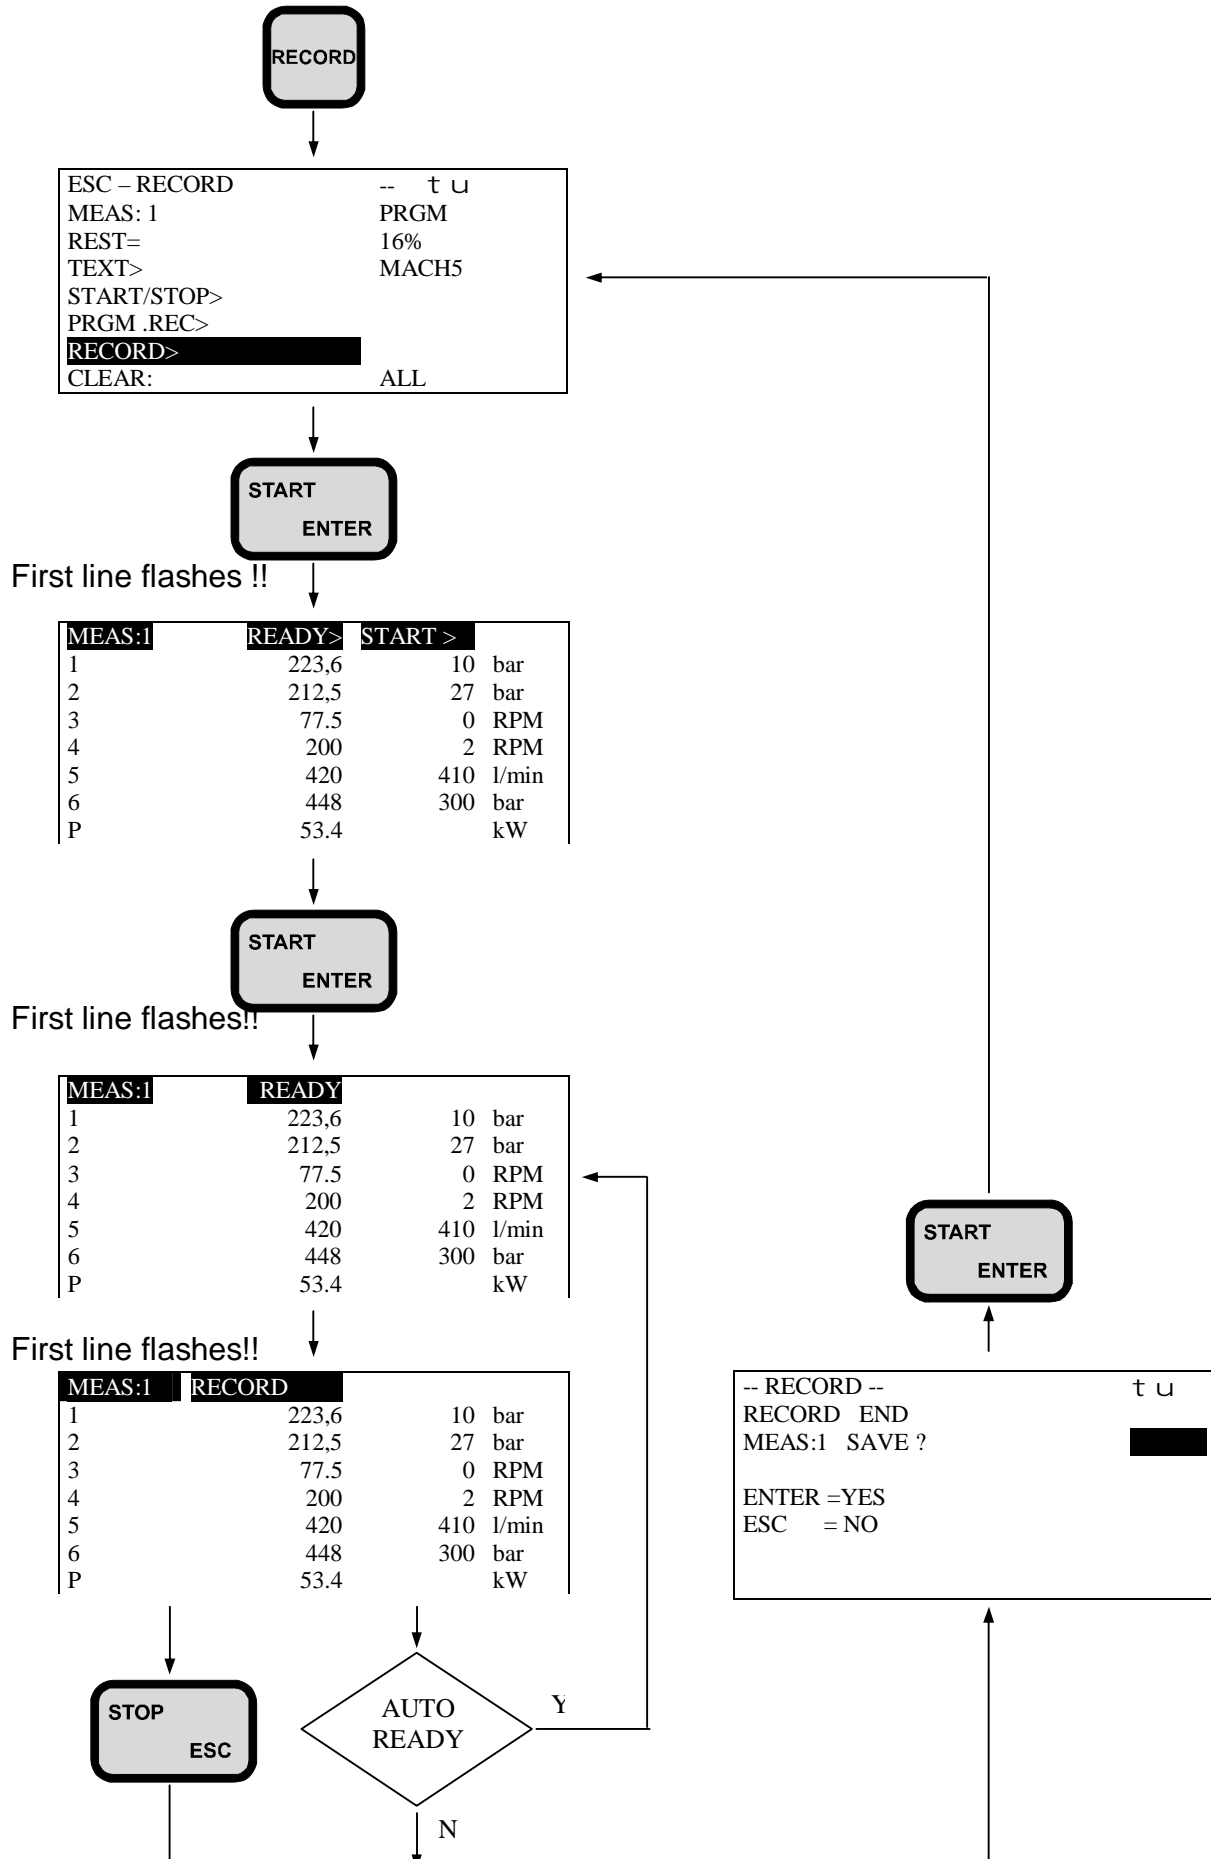 RECORD
ESC – RECORD -- t u
MEAS: 1 PRGM
REST= 16%
TEXT> MACH5
START/STOP>
PRGM .REC>
RECORD>
CLEAR: ALL
START
ENTER
First line flashes !!
MEAS:1 READY> START >
1 223,6 10 bar
2 212,5 27 bar
3 77.5 0 RPM
4 200 2 RPM
5 420 410 l/min
6 448 300 bar
P 53.4 kW
START
ENTER
First line flashes!!
MEAS:1 READY
1 223,6 10 bar
2 212,5 27 bar
3 77.5 0 RPM
4 200 2 RPM
5 420 410 l/min
6 448 300 bar
P 53.4 kW
First line flashes!!
MEAS:1 RECORD
1 223,6 10 bar
2 212,5 27 bar
3 77.5 0 RPM
4 200 2 RPM
5 420 410 l/min
6 448 300 bar
P 53.4 kW
STOP
ESC
AUTO
READY
Y
N
-- RECORD -- t u
RECORD END
MEAS:1 SAVE ?
ENTER =YES
ESC = NO
START
ENTER